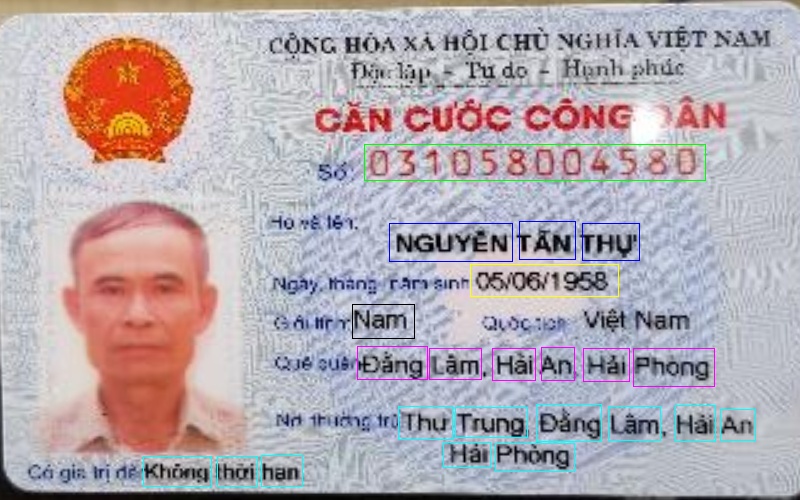 CỘNG HÒA XÃ HỘI CHỦ NGHĨA VIỆT NAM
Độc lập - Tự do - Hạnh phúc
CĂN CƯỚC CÔNG DÂN
Số: 031058004580
Họ và tên:
NGUYỄN TẤN THỰ
Ngày, tháng, năm sinh 05/06/1958
Giới tính: Nam Quốc tịch: Việt Nam
Quê quán Đằng Lâm, Hải An, Hải Phòng
Nơi thường trú Thư Trung, Đằng Lâm, Hải An
Hải Phòng
Có giá trị đến Không thời hạn